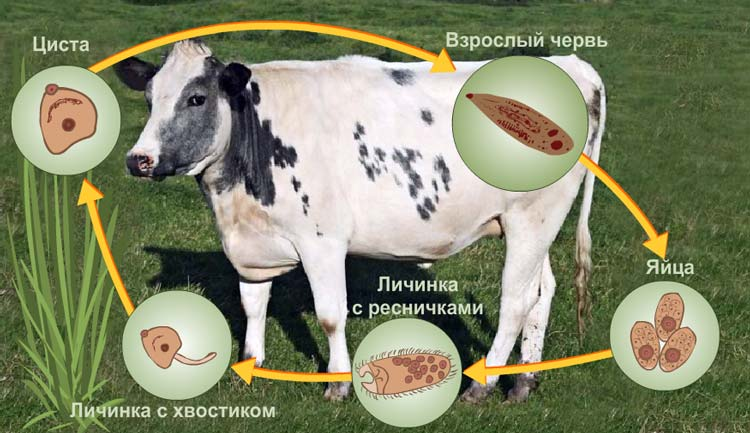 Циста
Взрослый червь
Яйца
Личинка
с ресничками
Личинка с хвостиком